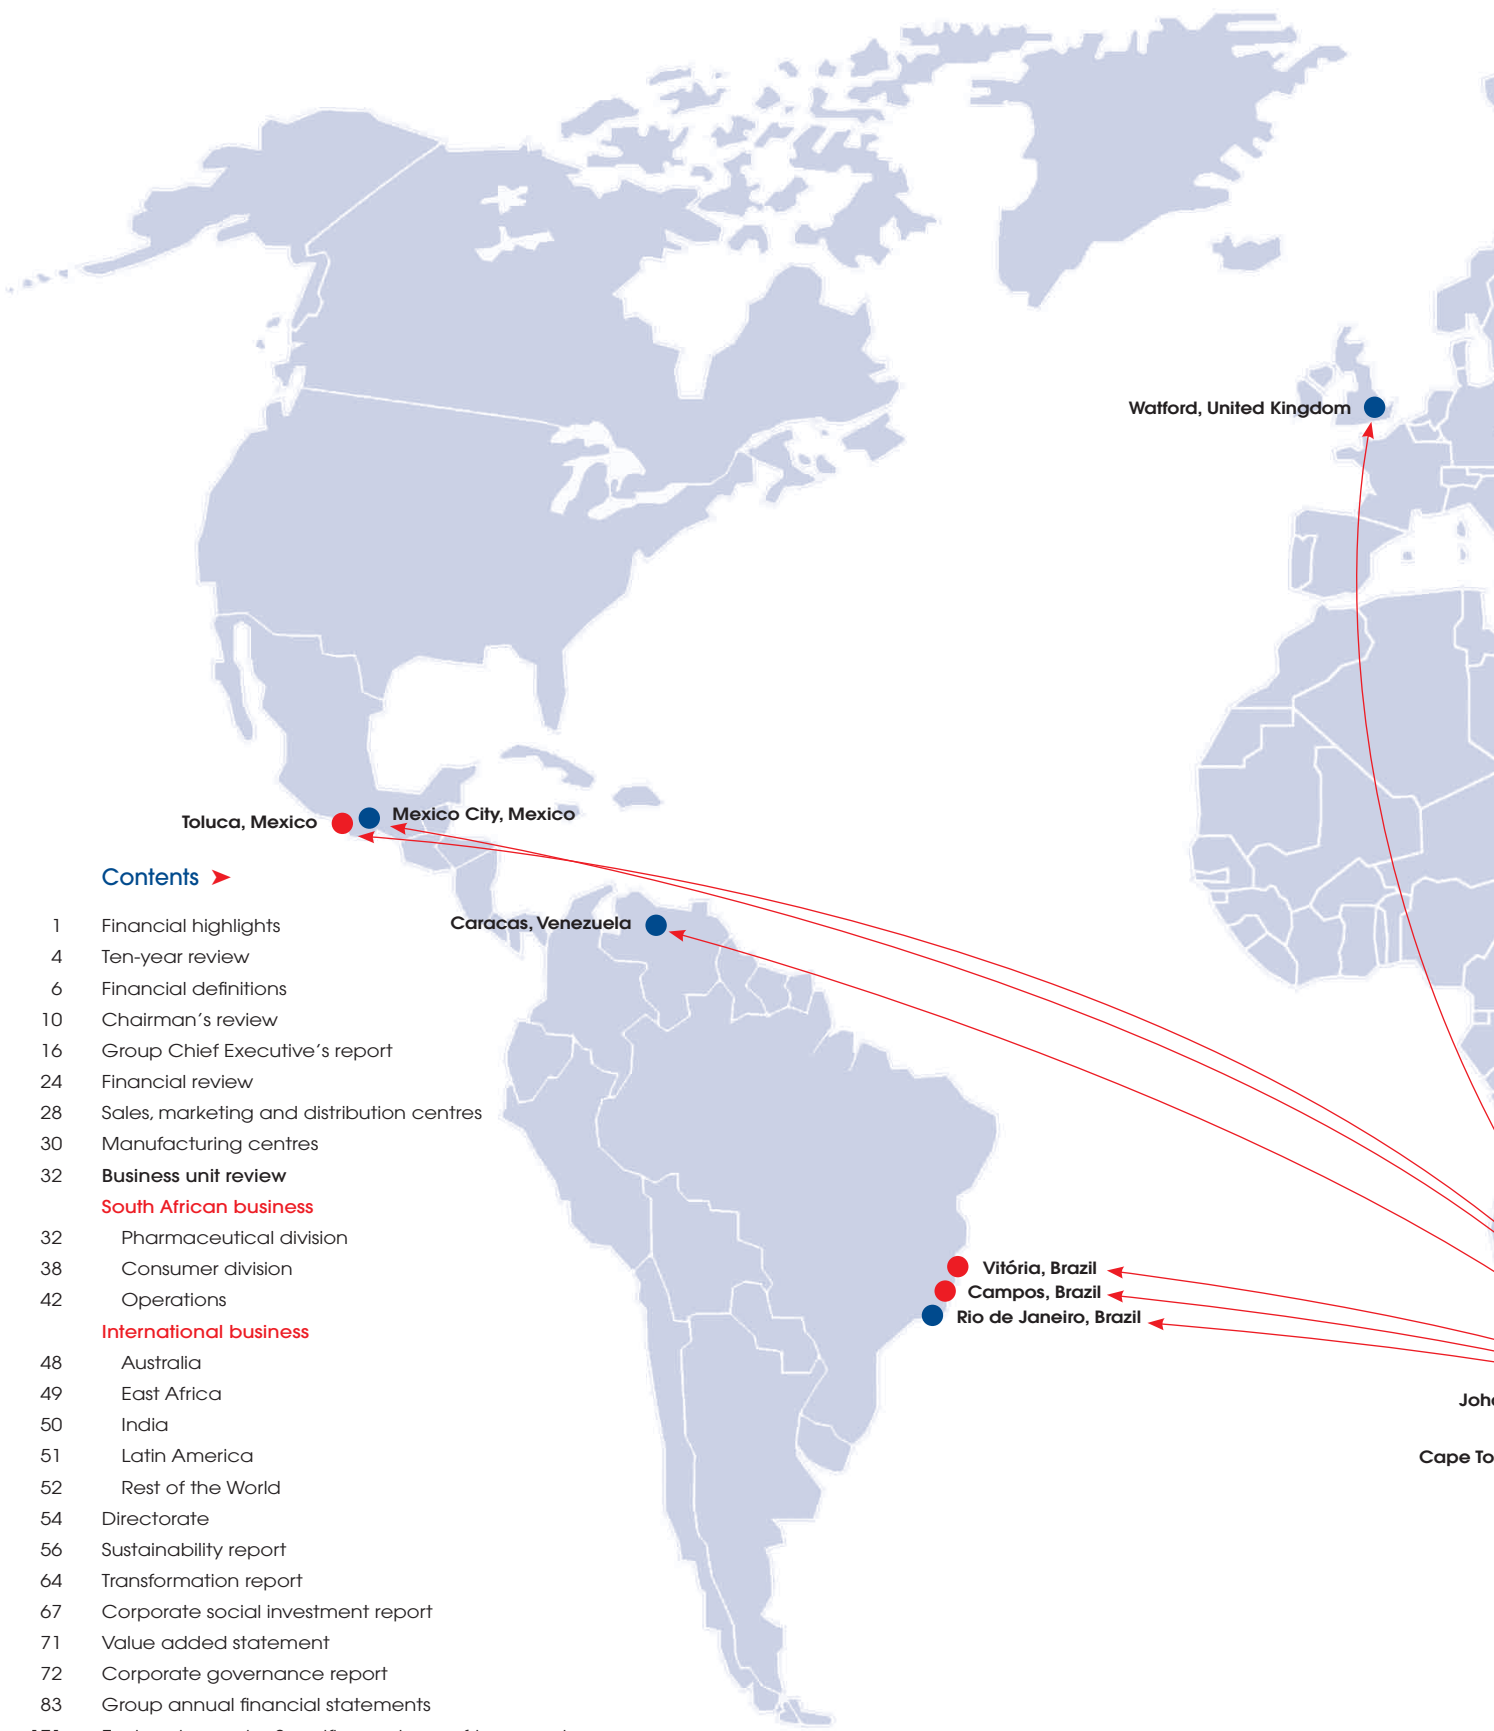 Watford, United Kingdom
Toluca, Mexico
Mexico City, Mexico
Caracas, Venezuela
Vitória, Brazil
Campos, Brazil
Rio de Janeiro, Brazil
Cape To
Contents
1 Financial highlights
4 Ten-year review
6 Financial definitions
10 Chairman's review
16 Group Chief Executive's report
24 Financial review
28 Sales, marketing and distribution centres
30 Manufacturing centres
32 Business unit review
South African business
32 Pharmaceutical division
38 Consumer division
42 Operations
International business
48 Australia
49 East Africa
50 India
51 Latin America
52 Rest of the World
54 Directorate
56 Sustainability report
64 Transformation report
67 Corporate social investment report
71 Value added statement
72 Corporate governance report
83 Group annual financial statements